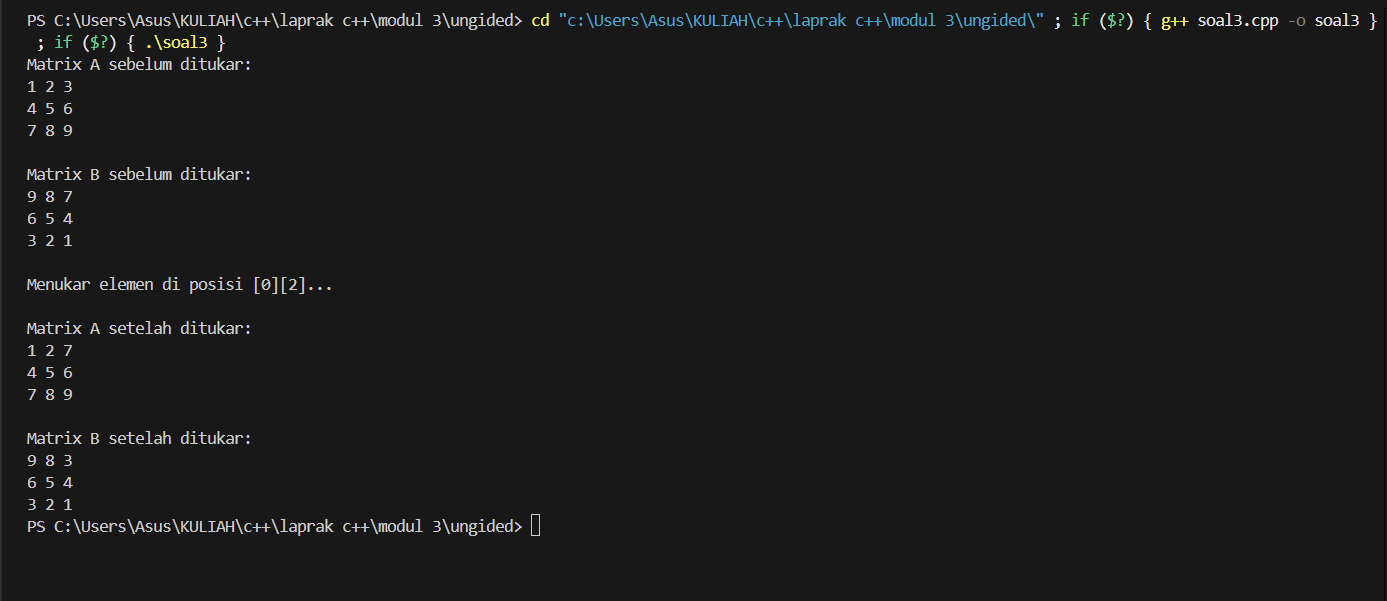 PS C:\Users\Asus\KULIAH\c++\laprak c++\modul 3\ungided> cd "c:\Users\Asus\KULIAH\c++\laprak c++\modul 3\ungided\" ; if ($?) { g++ soal3.cpp -o soal3 }
 ; if ($?) { .\soal3 }
Matrix A sebelum ditukar:
1 2 3
4 5 6
7 8 9
Matrix B sebelum ditukar:
9 8 7
6 5 4
3 2 1
Menukar elemen di posisi [0][2]...
Matrix A setelah ditukar:
1 2 7
4 5 6
7 8 9
Matrix B setelah ditukar:
9 8 3
6 5 4
3 2 1
PS C:\Users\Asus\KULIAH\c++\laprak c++\modul 3\ungided>